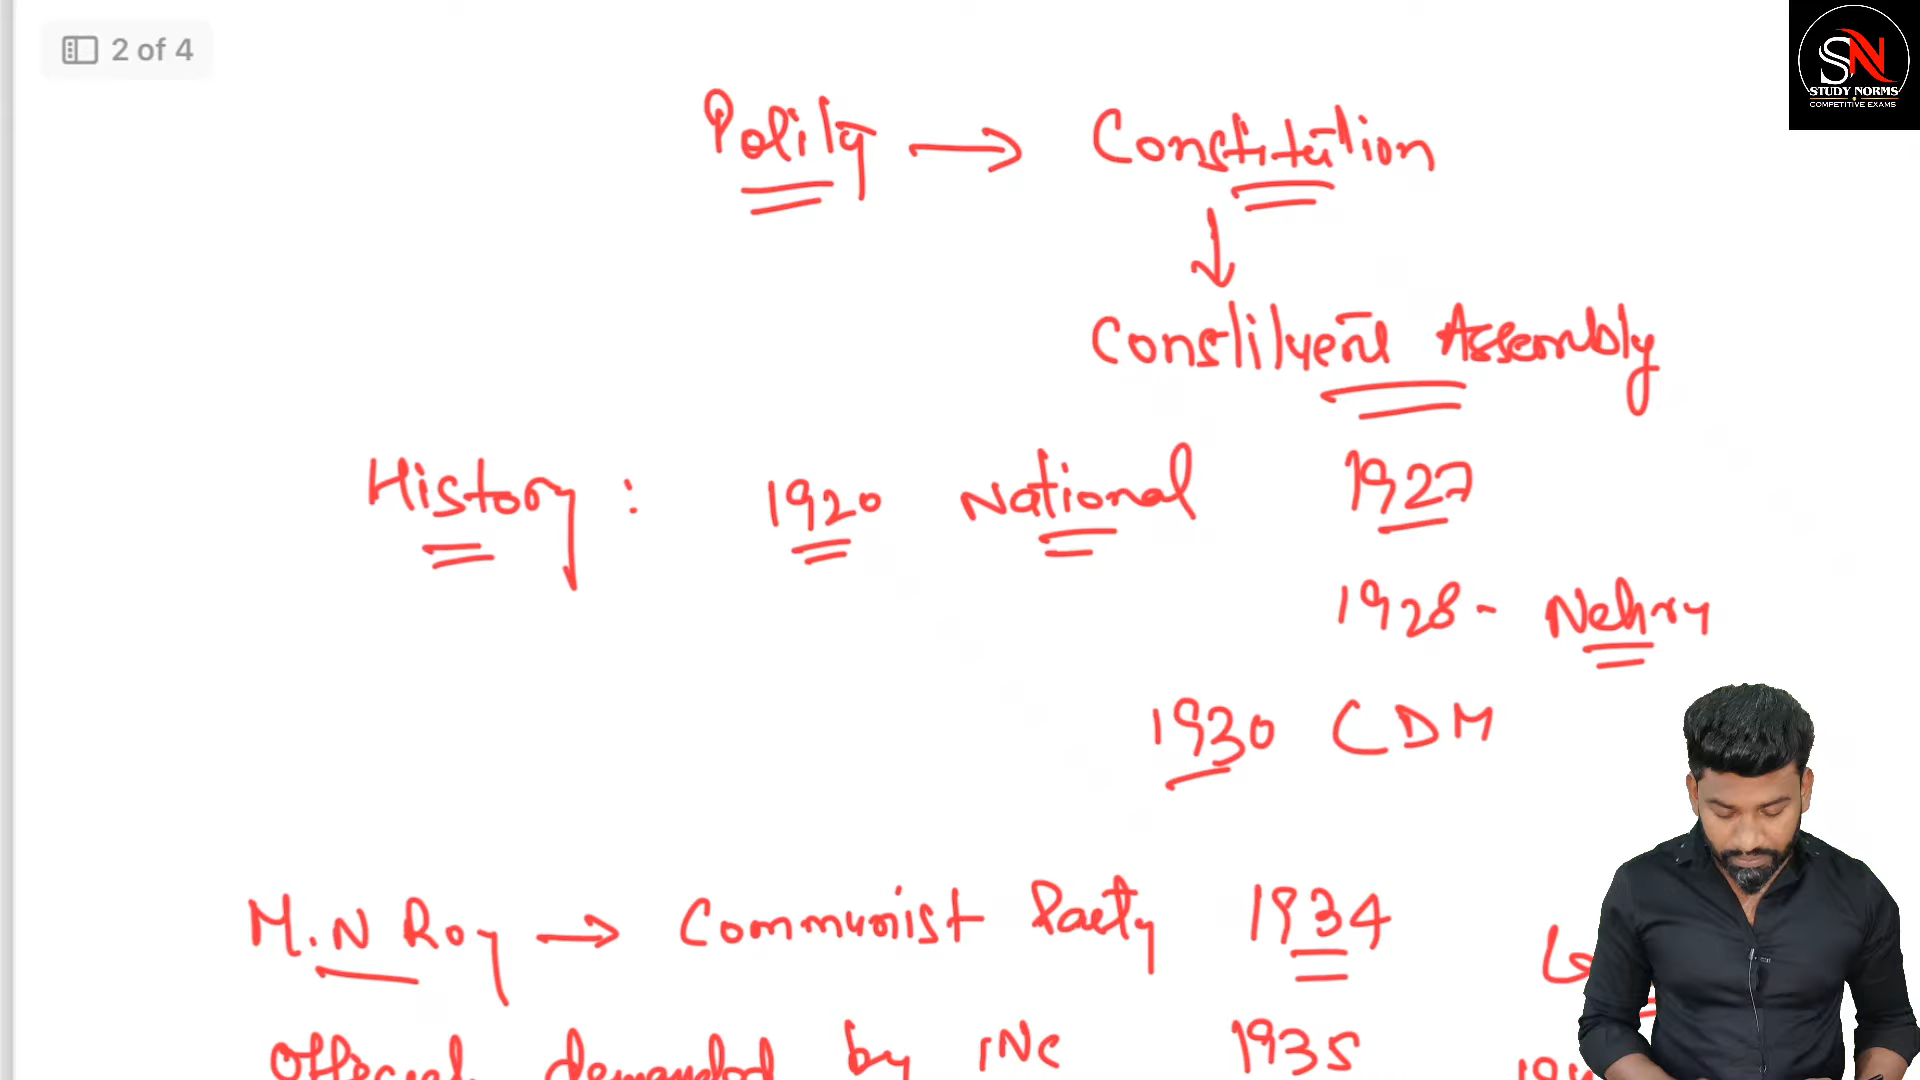 2 of 4
SN
STUDY NORMS
COMPETITIVE EXAMS
Polity → Constitution
↓
Constituent Assembly
History : 1920 National 1927
1928 - Nehru
1930 CDM
M.N Roy → Communist Party 1934
Official demanded by INC 1935